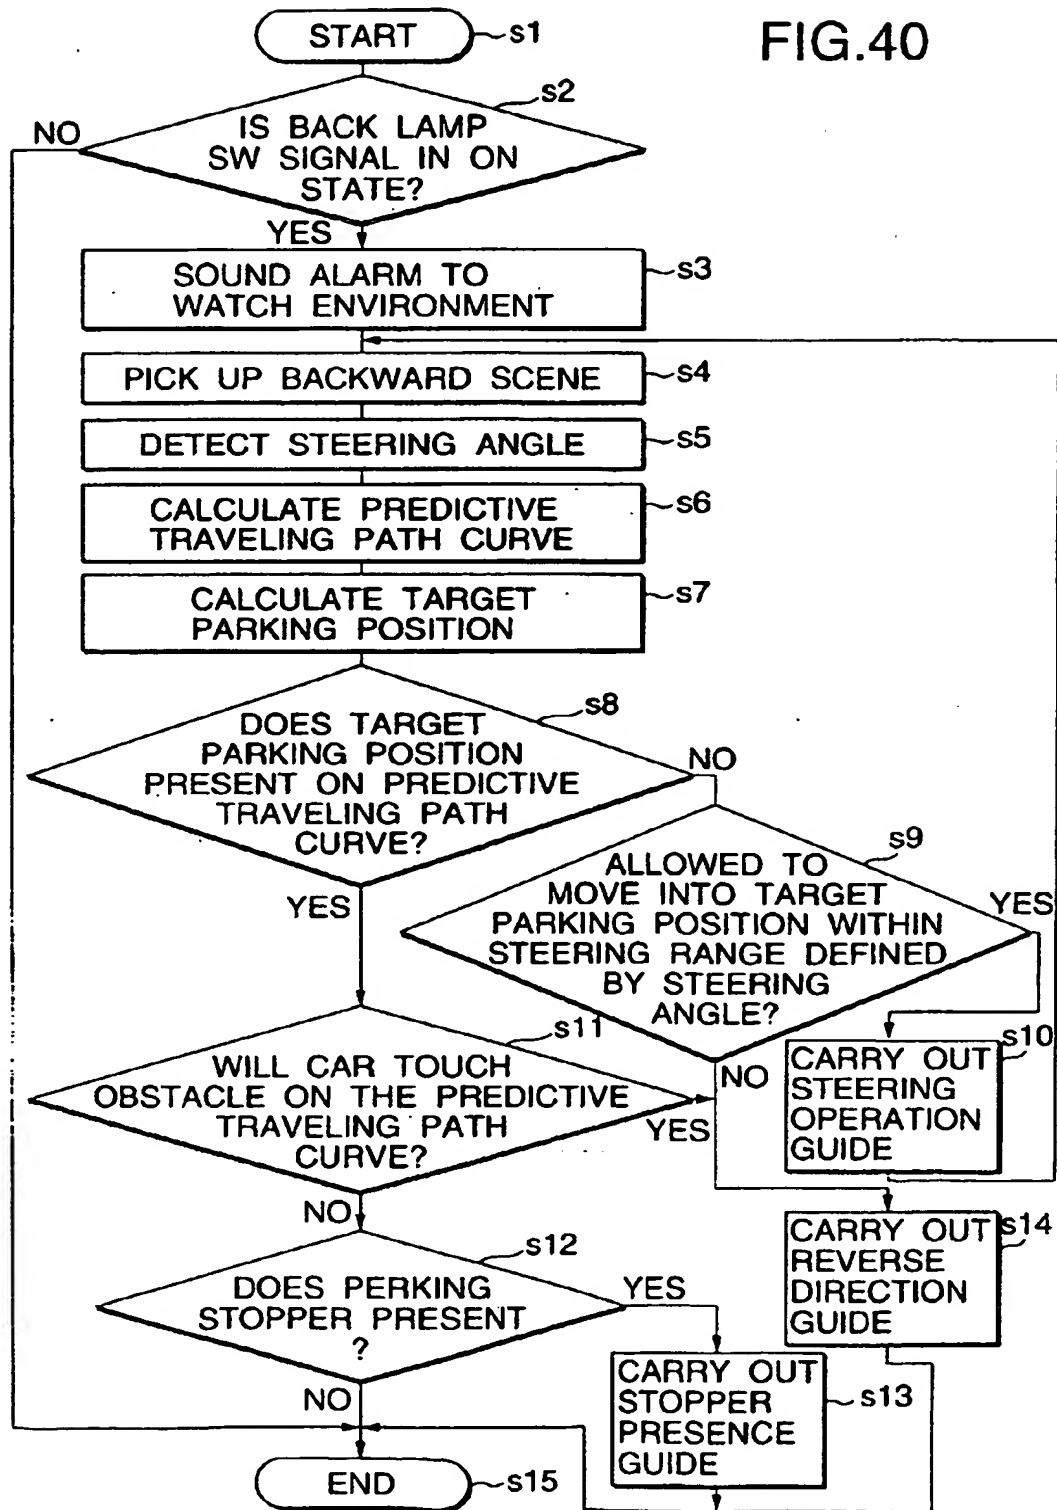 START
s1
FIG.40
s2
NO
IS BACK LAMP
SW SIGNAL IN ON
STATE?
YES
s3
SOUND ALARM TO
WATCH ENVIRONMENT
PICK UP BACKWARD SCENE
s4
DETECT STEERING ANGLE
s5
CALCULATE PREDICTIVE
TRAVELING PATH CURVE
s6
CALCULATE TARGET
PARKING POSITION
s7
s8
DOES TARGET
PARKING POSITION
PRESENT ON PREDICTIVE
TRAVELING PATH
CURVE?
NO
YES
s9
ALLOWED TO
MOVE INTO TARGET
PARKING POSITION WITHIN
STEERING RANGE DEFINED
BY STEERING
ANGLE?
YES
NO
s10
CARRY OUT
STEERING
OPERATION
GUIDE
s11
WILL CAR TOUCH
OBSTACLE ON THE PREDICTIVE
TRAVELING PATH
CURVE?
YES
NO
s12
DOES PERKING
STOPPER PRESENT
?
YES
NO
s14
CARRY OUT
REVERSE
DIRECTION
GUIDE
CARRY OUT
STOPPER
PRESENCE
GUIDE
s13
END
s15